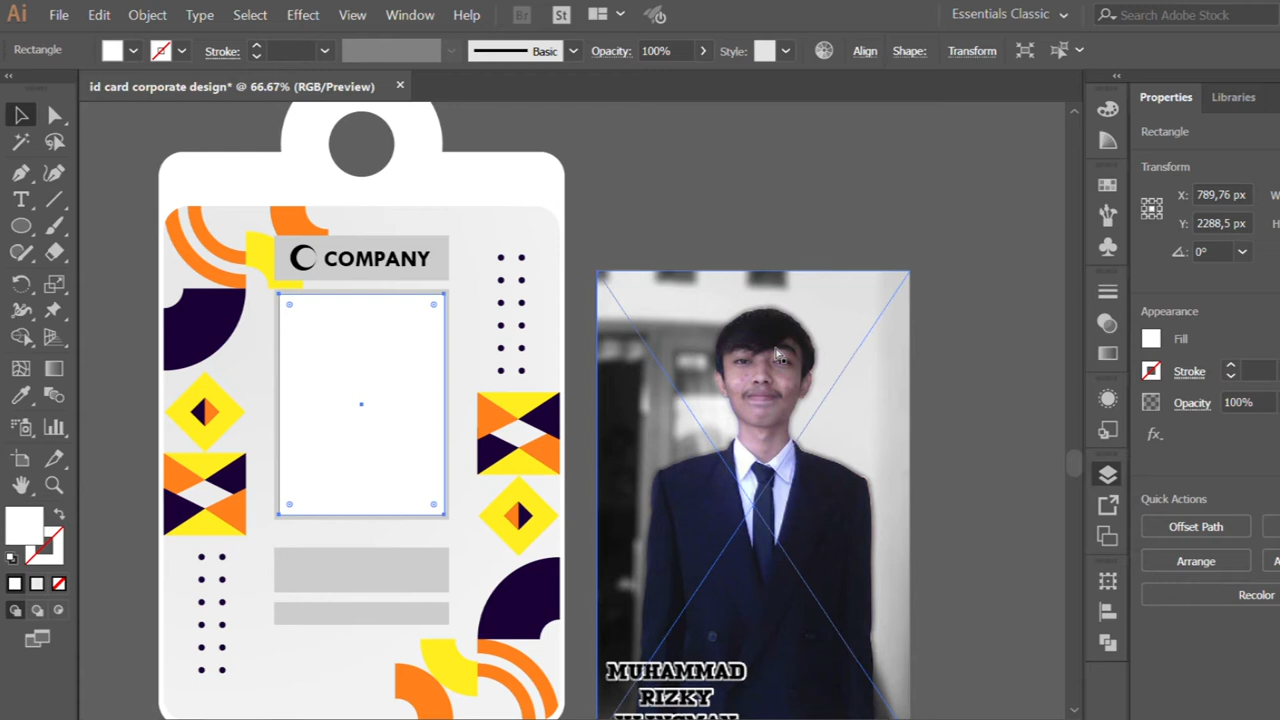 Ai File Edit Object Type Select Effect View Window Help Br St Essentials Classic Search Adobe Stock
Rectangle Stroke: Basic Opacity: 100% Style: Align Shape: Transform
id card corporate design* @ 66.67% (RGB/Preview)
Properties Libraries
Rectangle
Transform
X: 789,76 px W
Y: 2288,5 px H
0°
Appearance
Fill
Stroke
Opacity 100%
fx
Quick Actions
Offset Path
Arrange A
Recolor
COMPANY
MUHAMMAD
RIZKY